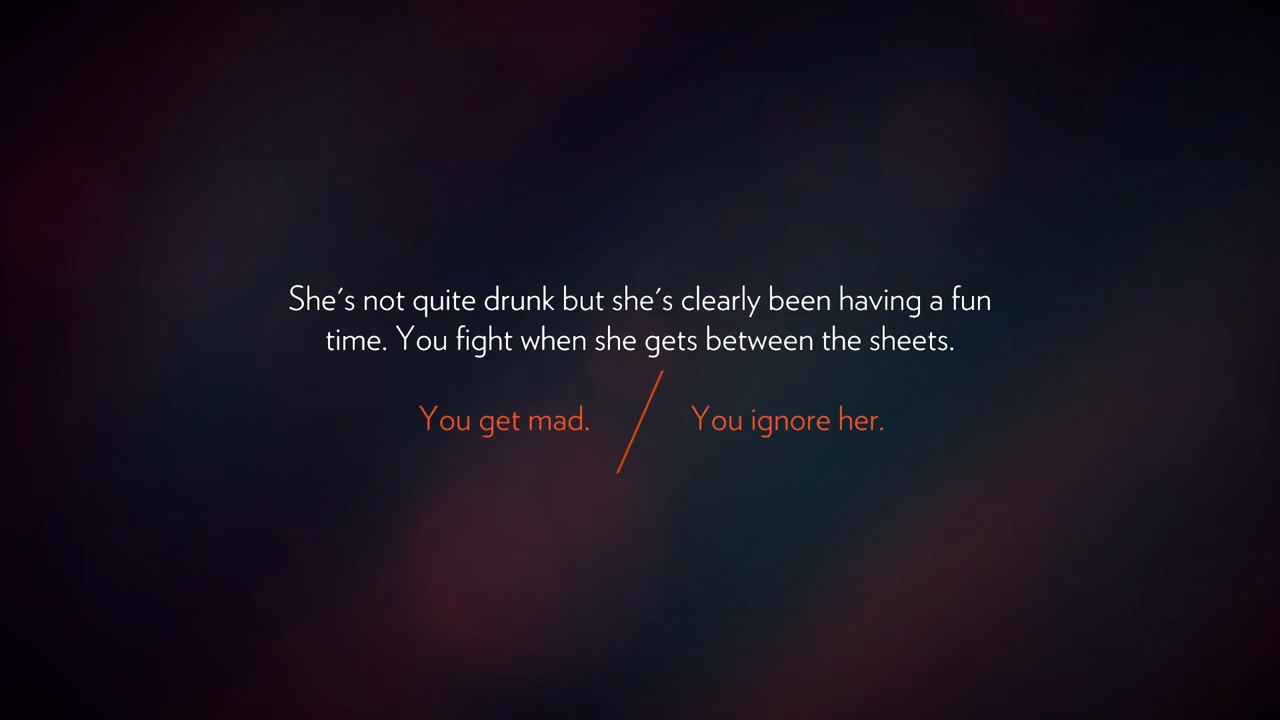 She's not quite drunk but she's clearly been having a fun
time. You fight when she gets between the sheets.
You get mad. / You ignore her.